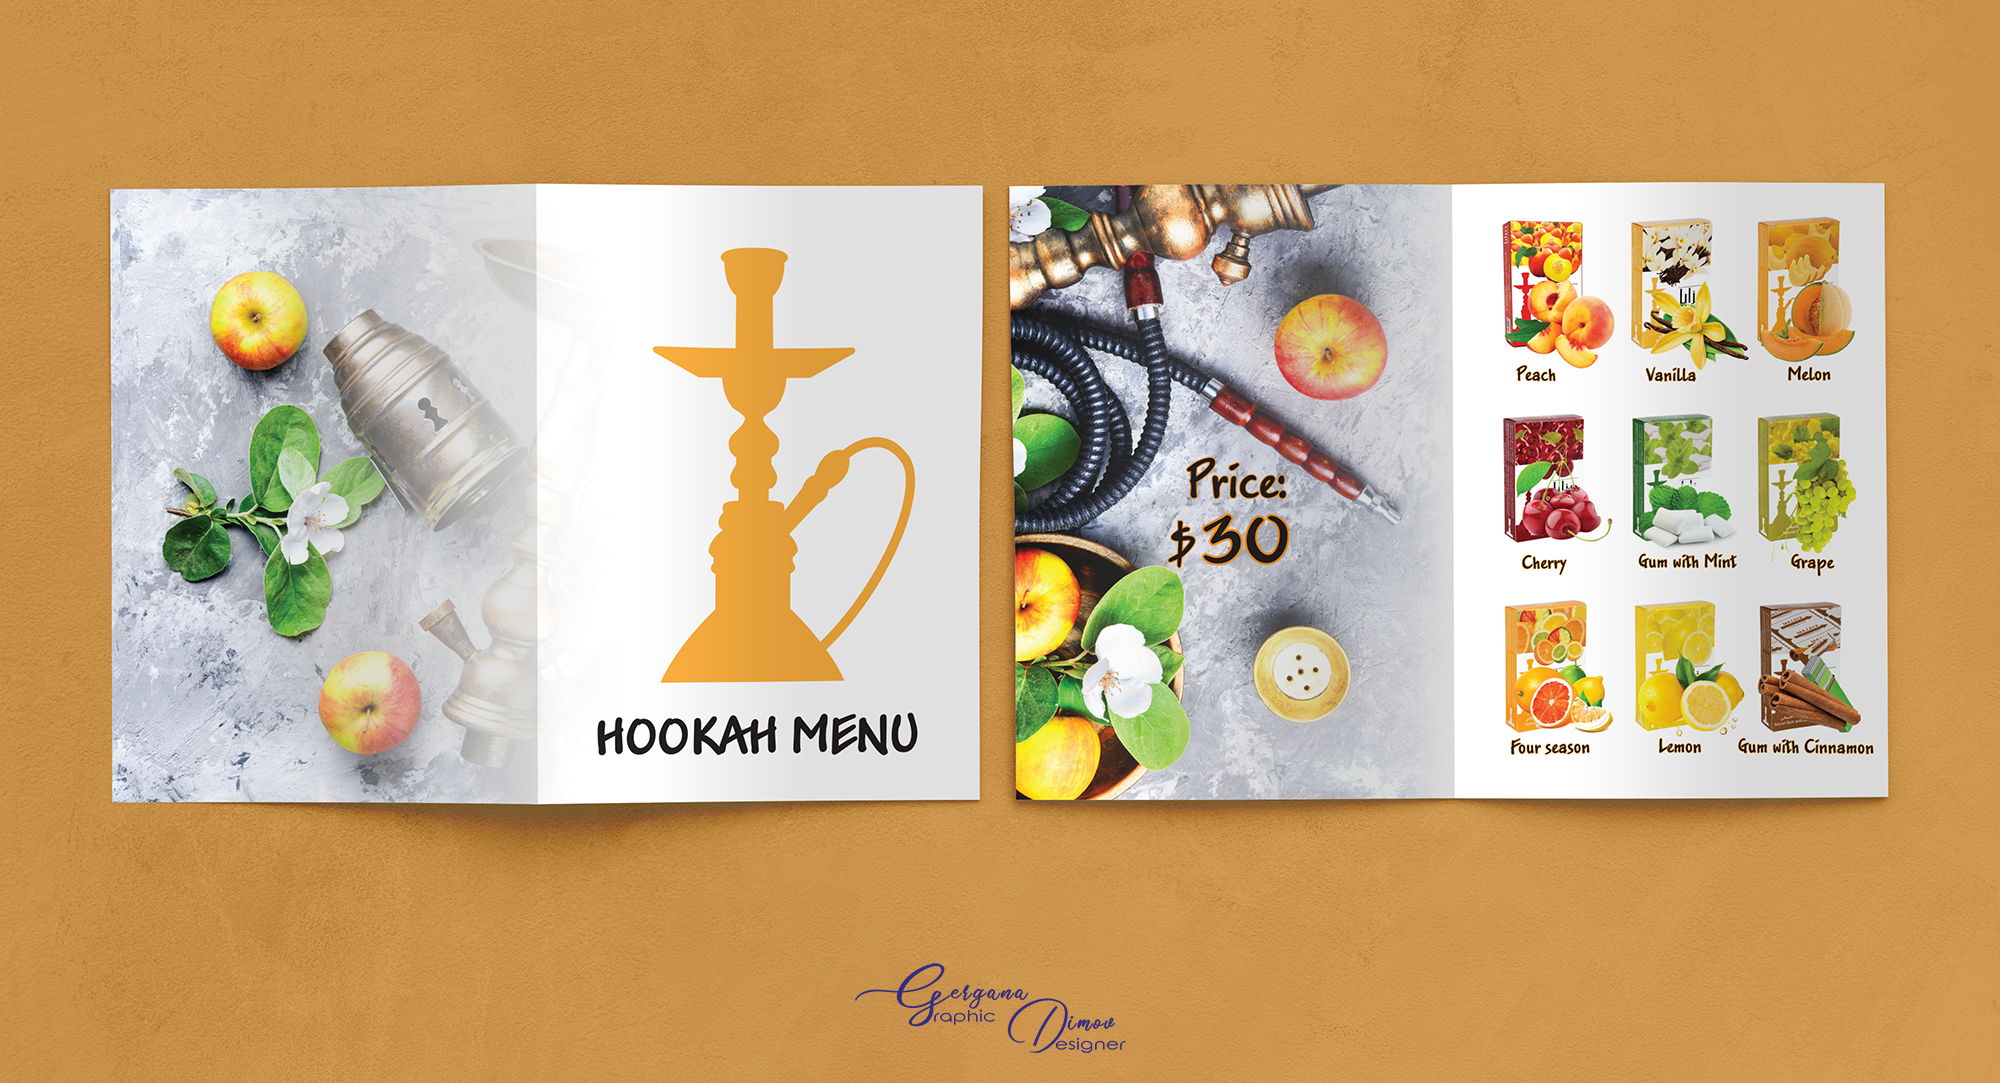 HOOKAH MENU
Price:
$30
Peach
Vanilla
Melon
Cherry
Gum with Mint
Grape
Four season
Lemon
Gum with Cinnamon
Gergana
Graphic
Dimov
Designer